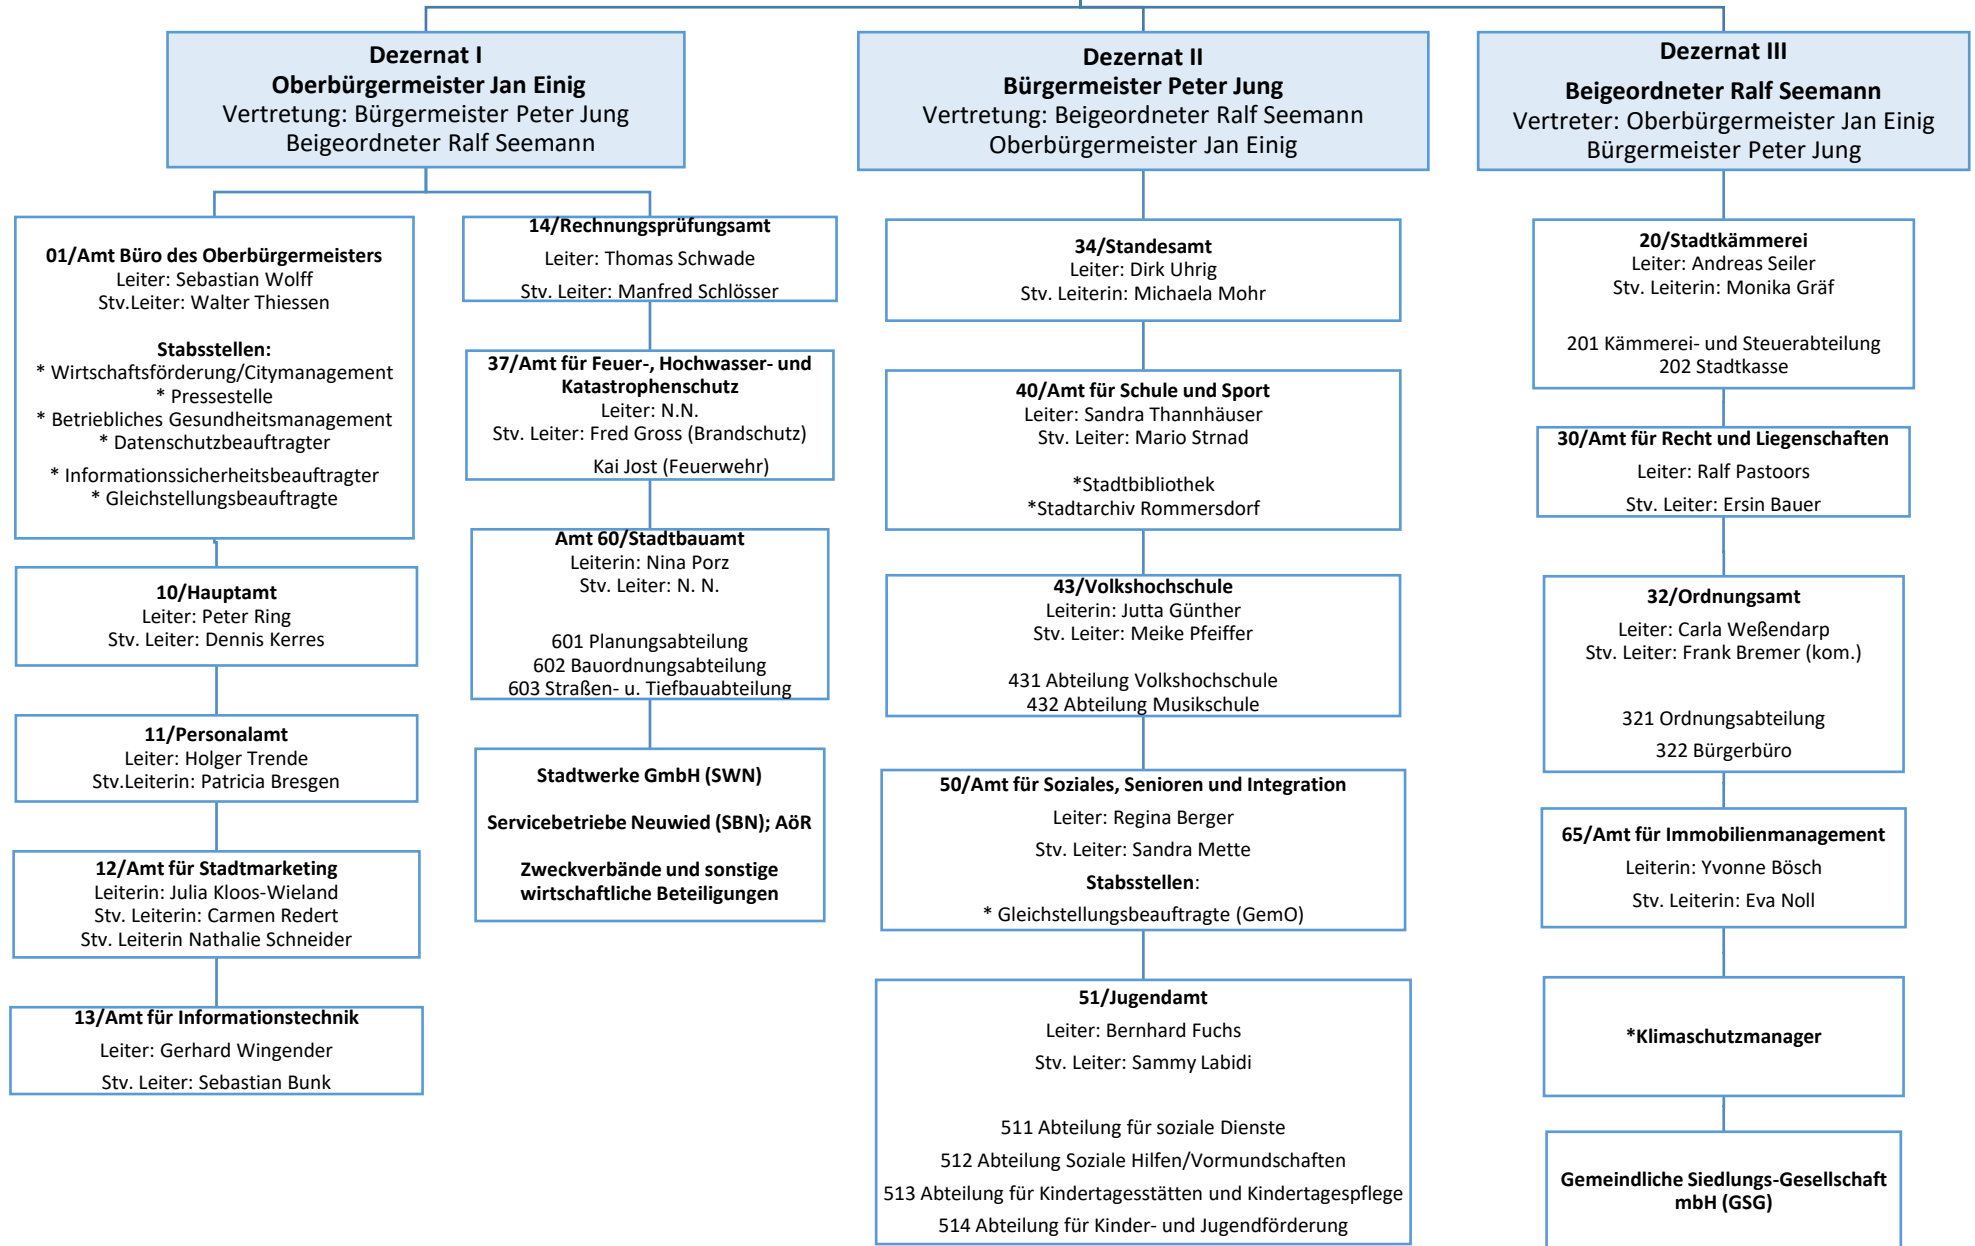 Dezernat I
Oberbürgermeister Jan Einig
Vertretung: Bürgermeister Peter Jung
Beigeordneter Ralf Seemann
Dezernat II
Bürgermeister Peter Jung
Vertretung: Beigeordneter Ralf Seemann
Oberbürgermeister Jan Einig
Dezernat III
Beigeordneter Ralf Seemann
Vertreter: Oberbürgermeister Jan Einig
Bürgermeister Peter Jung
01/Amt Büro des Oberbürgermeisters
Leiter: Sebastian Wolff
Stv.Leiter: Walter Thiessen
Stabsstellen:
* Wirtschaftsförderung/Citymanagement
* Pressestelle
* Betriebliches Gesundheitsmanagement
* Datenschutzbeauftragter
* Informationssicherheitsbeauftragter
* Gleichstellungsbeauftragte
10/Hauptamt
Leiter: Peter Ring
Stv. Leiter: Dennis Kerres
11/Personalamt
Leiter: Holger Trende
Stv.Leiterin: Patricia Bresgen
12/Amt für Stadtmarketing
Leiterin: Julia Kloos-Wieland
Stv. Leiterin: Carmen Redert
Stv. Leiterin Nathalie Schneider
13/Amt für Informationstechnik
Leiter: Gerhard Wingender
Stv. Leiter: Sebastian Bunk
14/Rechnungsprüfungsamt
Leiter: Thomas Schwade
Stv. Leiter: Manfred Schlösser
37/Amt für Feuer-, Hochwasser- und
Katastrophenschutz
Leiter: N.N.
Stv. Leiter: Fred Gross (Brandschutz)
Kai Jost (Feuerwehr)
Amt 60/Stadtbauamt
Leiterin: Nina Porz
Stv. Leiter: N. N.
601 Planungsabteilung
602 Bauordnungsabteilung
603 Straßen- u. Tiefbauabteilung
Stadtwerke GmbH (SWN)
Servicebetriebe Neuwied (SBN); AöR
Zweckverbände und sonstige
wirtschaftliche Beteiligungen
34/Standesamt
Leiter: Dirk Uhrig
Stv. Leiterin: Michaela Mohr
40/Amt für Schule und Sport
Leiter: Sandra Thannhäuser
Stv. Leiter: Mario Strnad
*Stadtbibliothek
*Stadtarchiv Rommersdorf
43/Volkshochschule
Leiterin: Jutta Günther
Stv. Leiter: Meike Pfeiffer
431 Abteilung Volkshochschule
432 Abteilung Musikschule
50/Amt für Soziales, Senioren und Integration
Leiter: Regina Berger
Stv. Leiter: Sandra Mette
Stabsstellen:
* Gleichstellungsbeauftragte (GemO)
51/Jugendamt
Leiter: Bernhard Fuchs
Stv. Leiter: Sammy Labidi
511 Abteilung für soziale Dienste
512 Abteilung Soziale Hilfen/Vormundschaften
513 Abteilung für Kindertagesstätten und Kindertagespflege
514 Abteilung für Kinder- und Jugendförderung
20/Stadtkämmerei
Leiter: Andreas Seiler
Stv. Leiterin: Monika Gräf
201 Kämmerei- und Steuerabteilung
202 Stadtkasse
30/Amt für Recht und Liegenschaften
Leiter: Ralf Pastoors
Stv. Leiter: Ersin Bauer
32/Ordnungsamt
Leiter: Carla Weßendarp
Stv. Leiter: Frank Bremer (kom.)
321 Ordnungsabteilung
322 Bürgerbüro
65/Amt für Immobilienmanagement
Leiterin: Yvonne Bösch
Stv. Leiterin: Eva Noll
*Klimaschutzmanager
Gemeindliche Siedlungs-Gesellschaft
mbH (GSG)